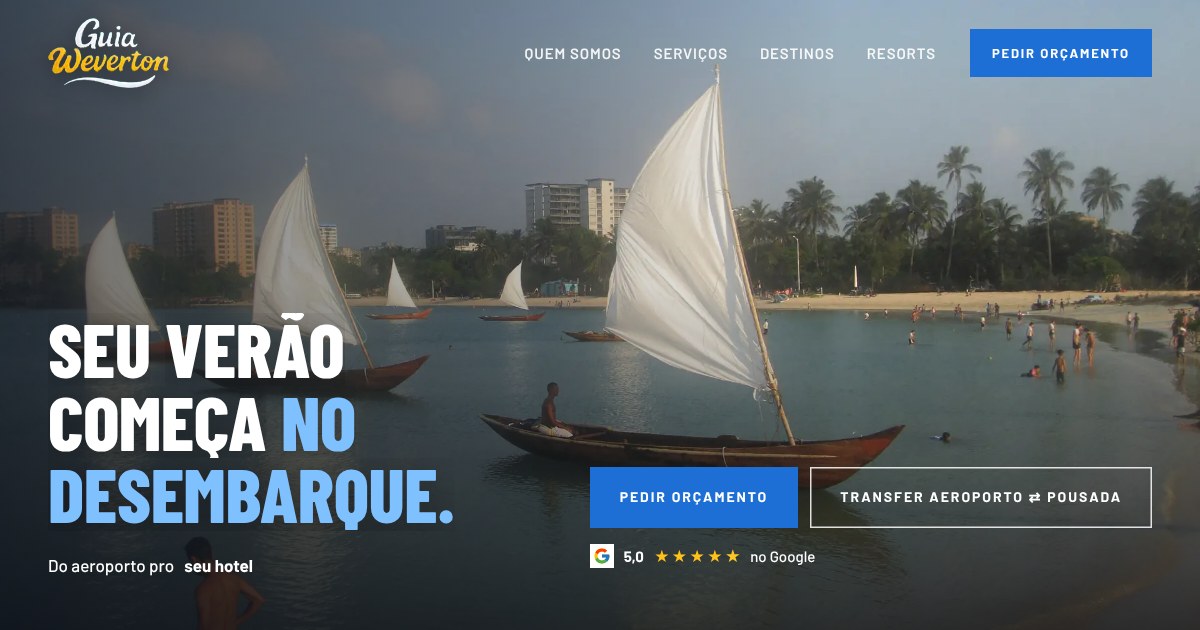 Guia
Weverton
QUEM SOMOS
SERVIÇOS
DESTINOS
RESORTS
PEDIR ORÇAMENTO
SEU VERÃO
COMEÇA NO
DESEMBARQUE.
Do aeroporto pro seu hotel
PEDIR ORÇAMENTO
TRANSFER AEROPORTO ⇄ POUSADA
G 5,0 ★★★★★ no Google